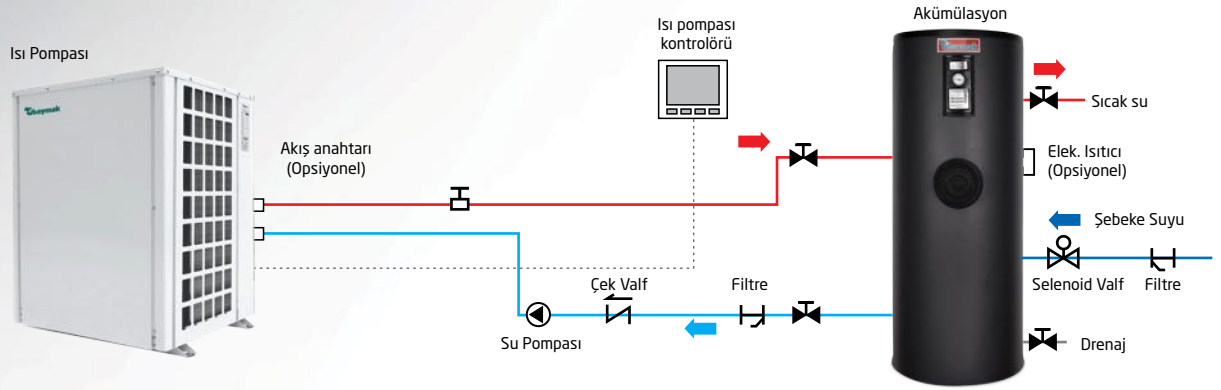 Akümülasyon
Isı pompası
kontrolörü
Isı Pompası
baymak
Sıcak su
Akış anahtarı
(Opsiyonel)
Elek. Isıtıcı
(Opsiyonel)
Şebeke Suyu
Çek Valf
Filtre
Selenoid Valf
Filtre
Su Pompası
Drenaj